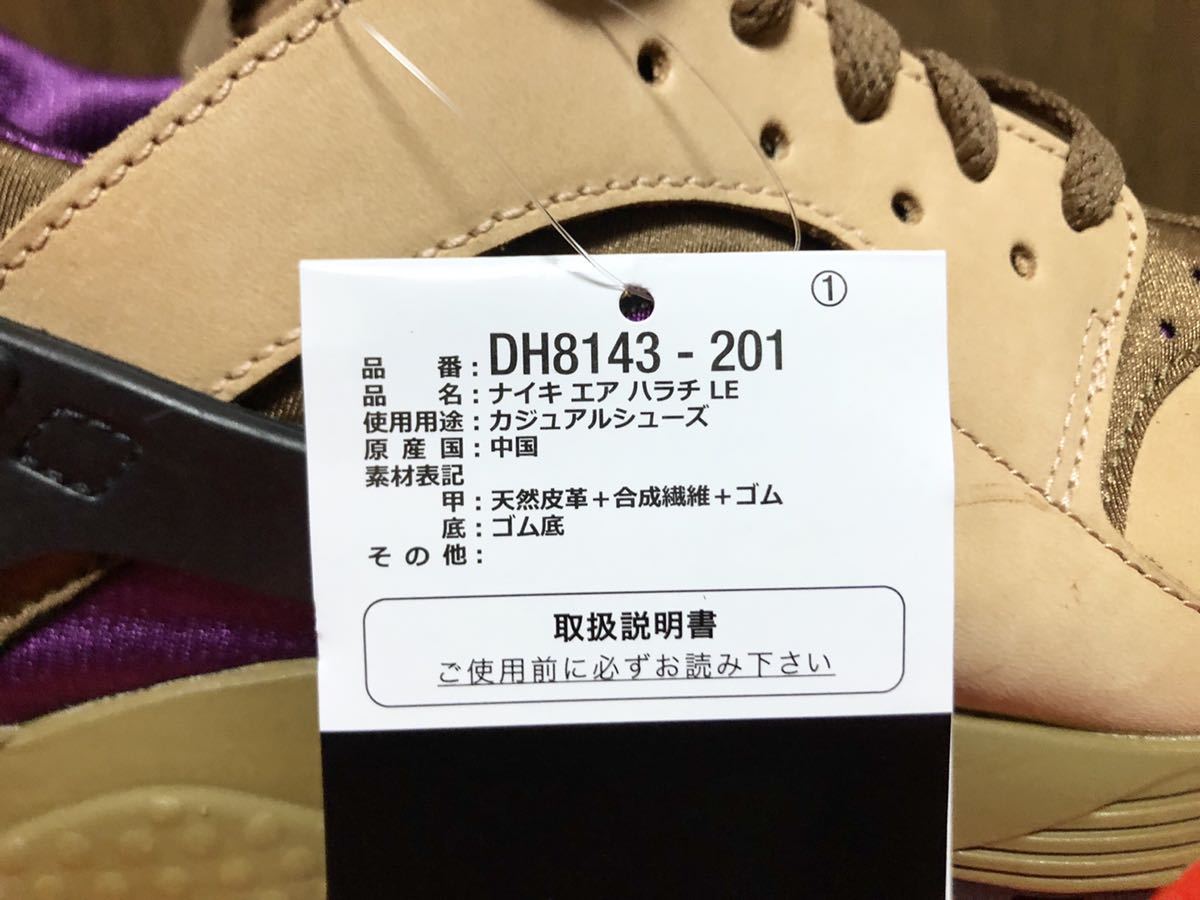 ①
品番：DH8143 - 201
品名：ナイキ エア ハラチ LE
使用用途：カジュアルシューズ
原産国：中国
素材表記
甲：天然皮革＋合成繊維＋ゴム
底：ゴム底
その他：
取扱説明書
ご使用前に必ずお読み下さい